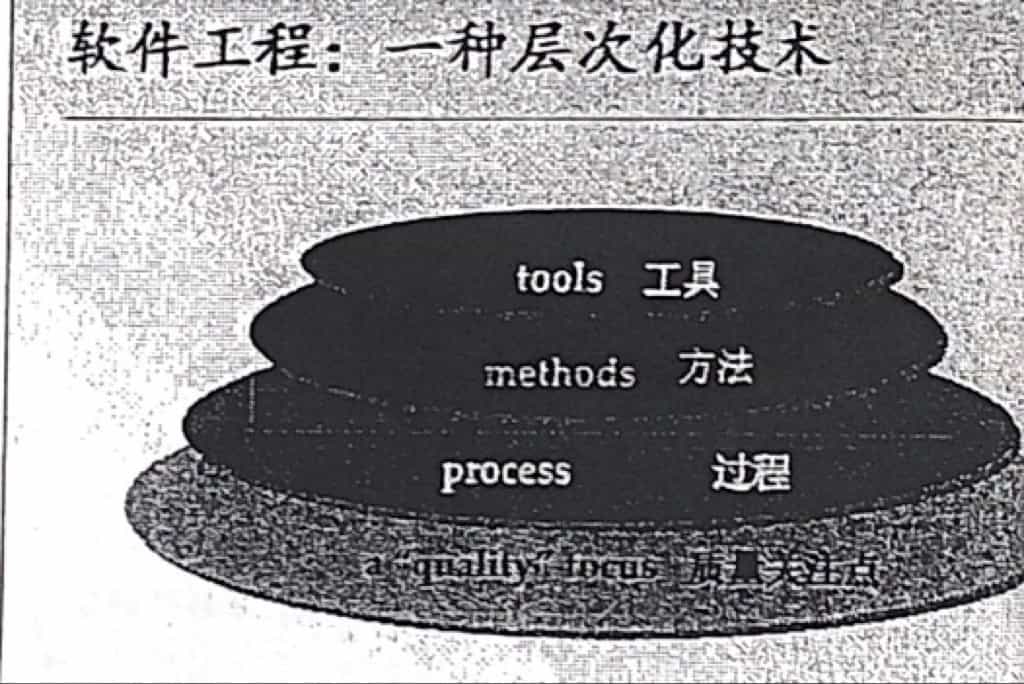 软件工程：一种层次化技术
tools 工具
methods 方法
process 过程
a "quality" focus 质量关注点